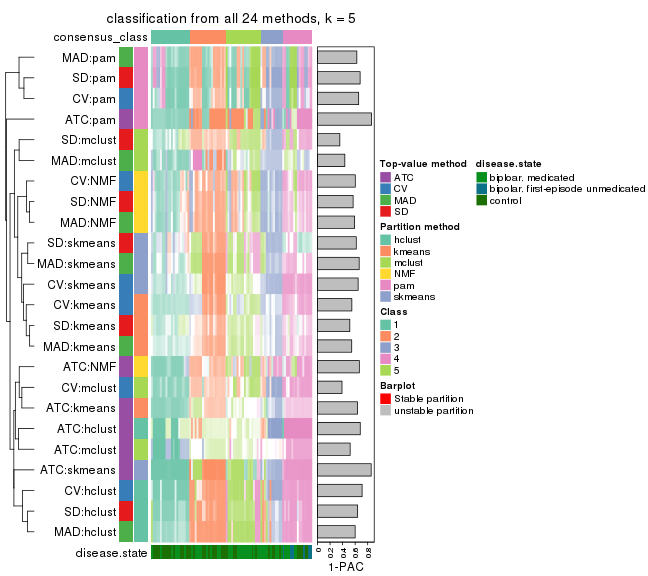 classification from all 24 methods, k = 5
consensus_class
MAD:pam
SD:pam
CV:pam
ATC:pam
SD:mclust
MAD:mclust
CV:NMF
SD:NMF
MAD:NMF
SD:skmeans
MAD:skmeans
CV:skmeans
CV:kmeans
SD:kmeans
MAD:kmeans
ATC:NMF
CV:mclust
ATC:kmeans
ATC:hclust
ATC:mclust
ATC:skmeans
CV:hclust
SD:hclust
MAD:hclust
disease.state
0 0.2 0.4 0.6 0.8
1-PAC
Top-value method
ATC
CV
MAD
SD
Partition method
hclust
kmeans
mclust
NMF
pam
skmeans
Class
1
2
3
4
5
Barplot
Stable partition
unstable partition
disease.state
biploar, medicated
bipolar, first-episode unmedicated
control